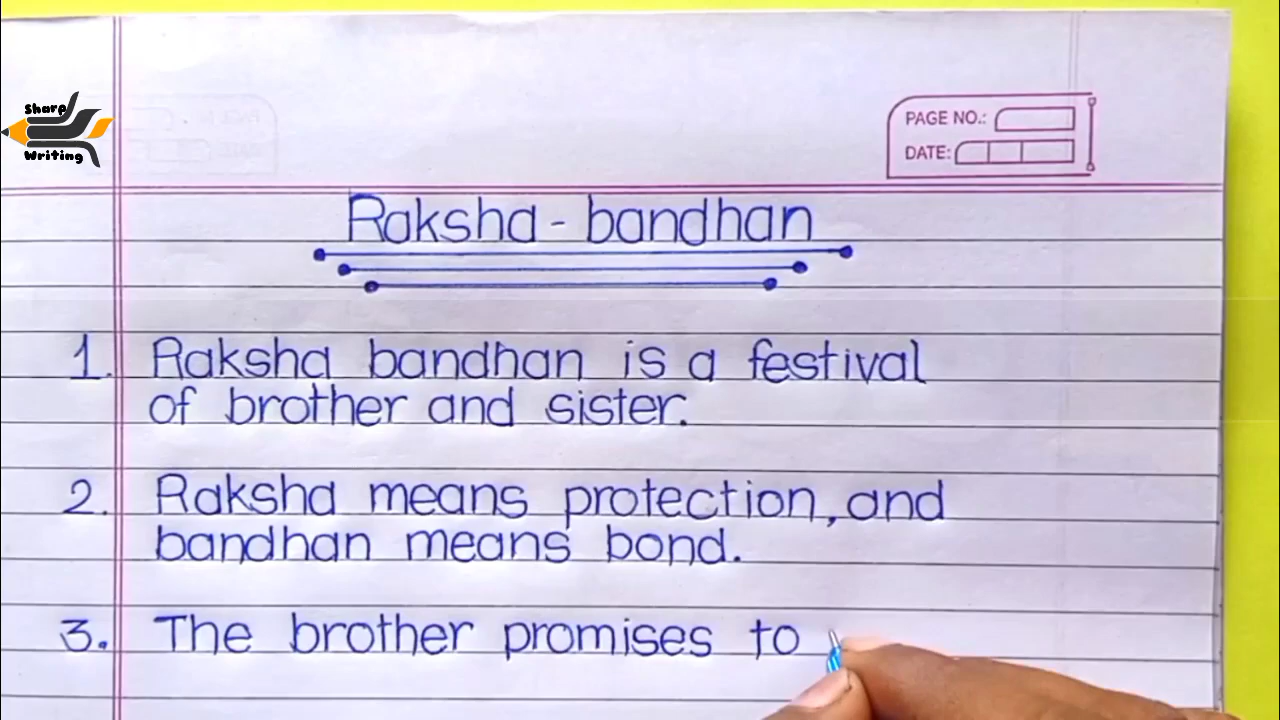 Sharp
Writing
PAGE NO.:
DATE:
Raksha - bandhan
1. Raksha bandhan is a festival
of brother and sister.
2. Raksha means protection, and
bandhan means bond.
3. The brother promises to